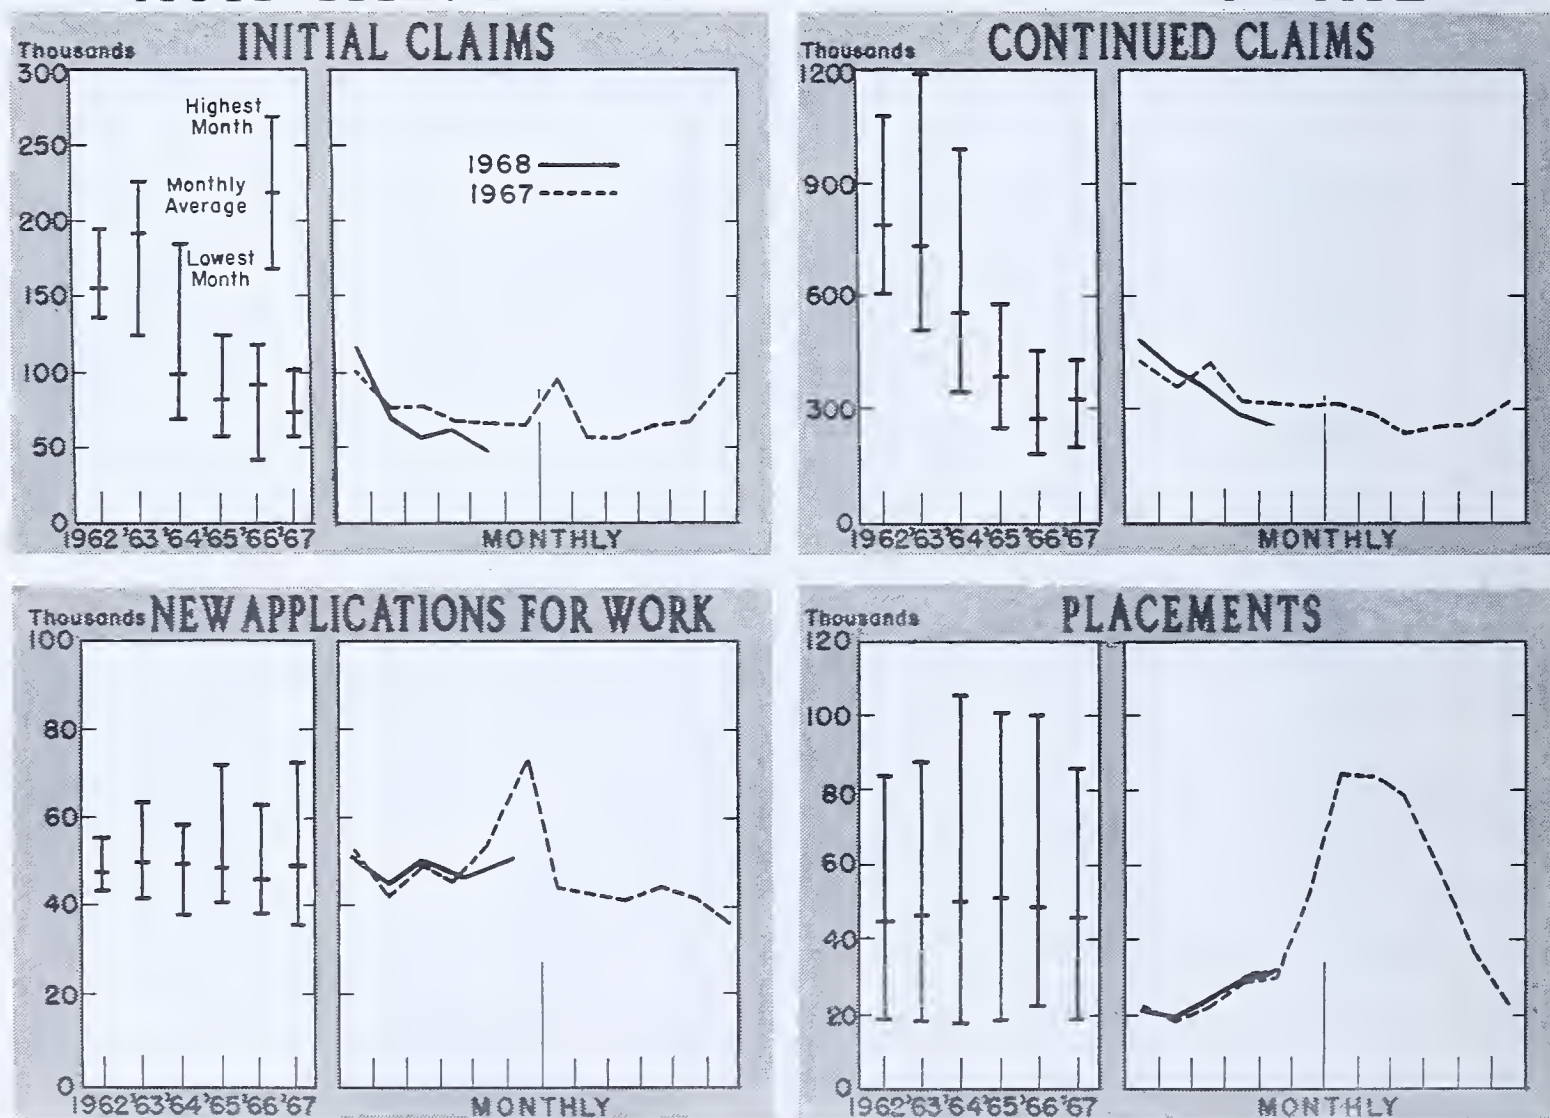 INITIAL CLAIMS
Thousands
300
250
200
150
100
50
0
Highest
Month
Monthly
Average
Lowest
Month
1968
1967
1962 '63 '64 '65 '66 '67
MONTHLY
CONTINUED CLAIMS
Thousands
1200
900
600
300
0
1962 '63 '64 '65 '66 '67
MONTHLY
Thousands NEW APPLICATIONS FOR WORK
100
80
60
40
20
0
1962 '63 '64 '65 '66 '67
MONTHLY
Thousands PLACEMENTS
120
100
80
60
40
20
0
1962 '63 '64 '65 '66 '67
MONTHLY